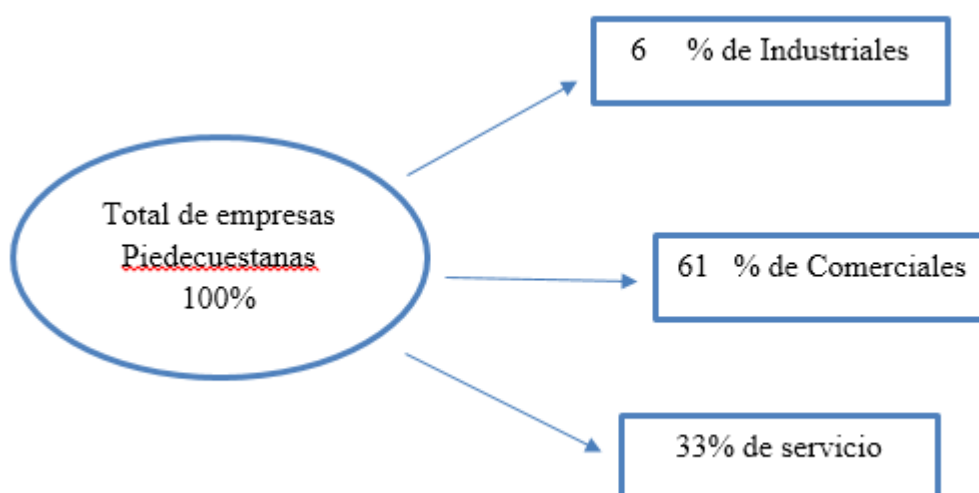 6 % de Industriales
Total de empresas
Piedecuestanas
100%
61 % de Comerciales
33% de servicio